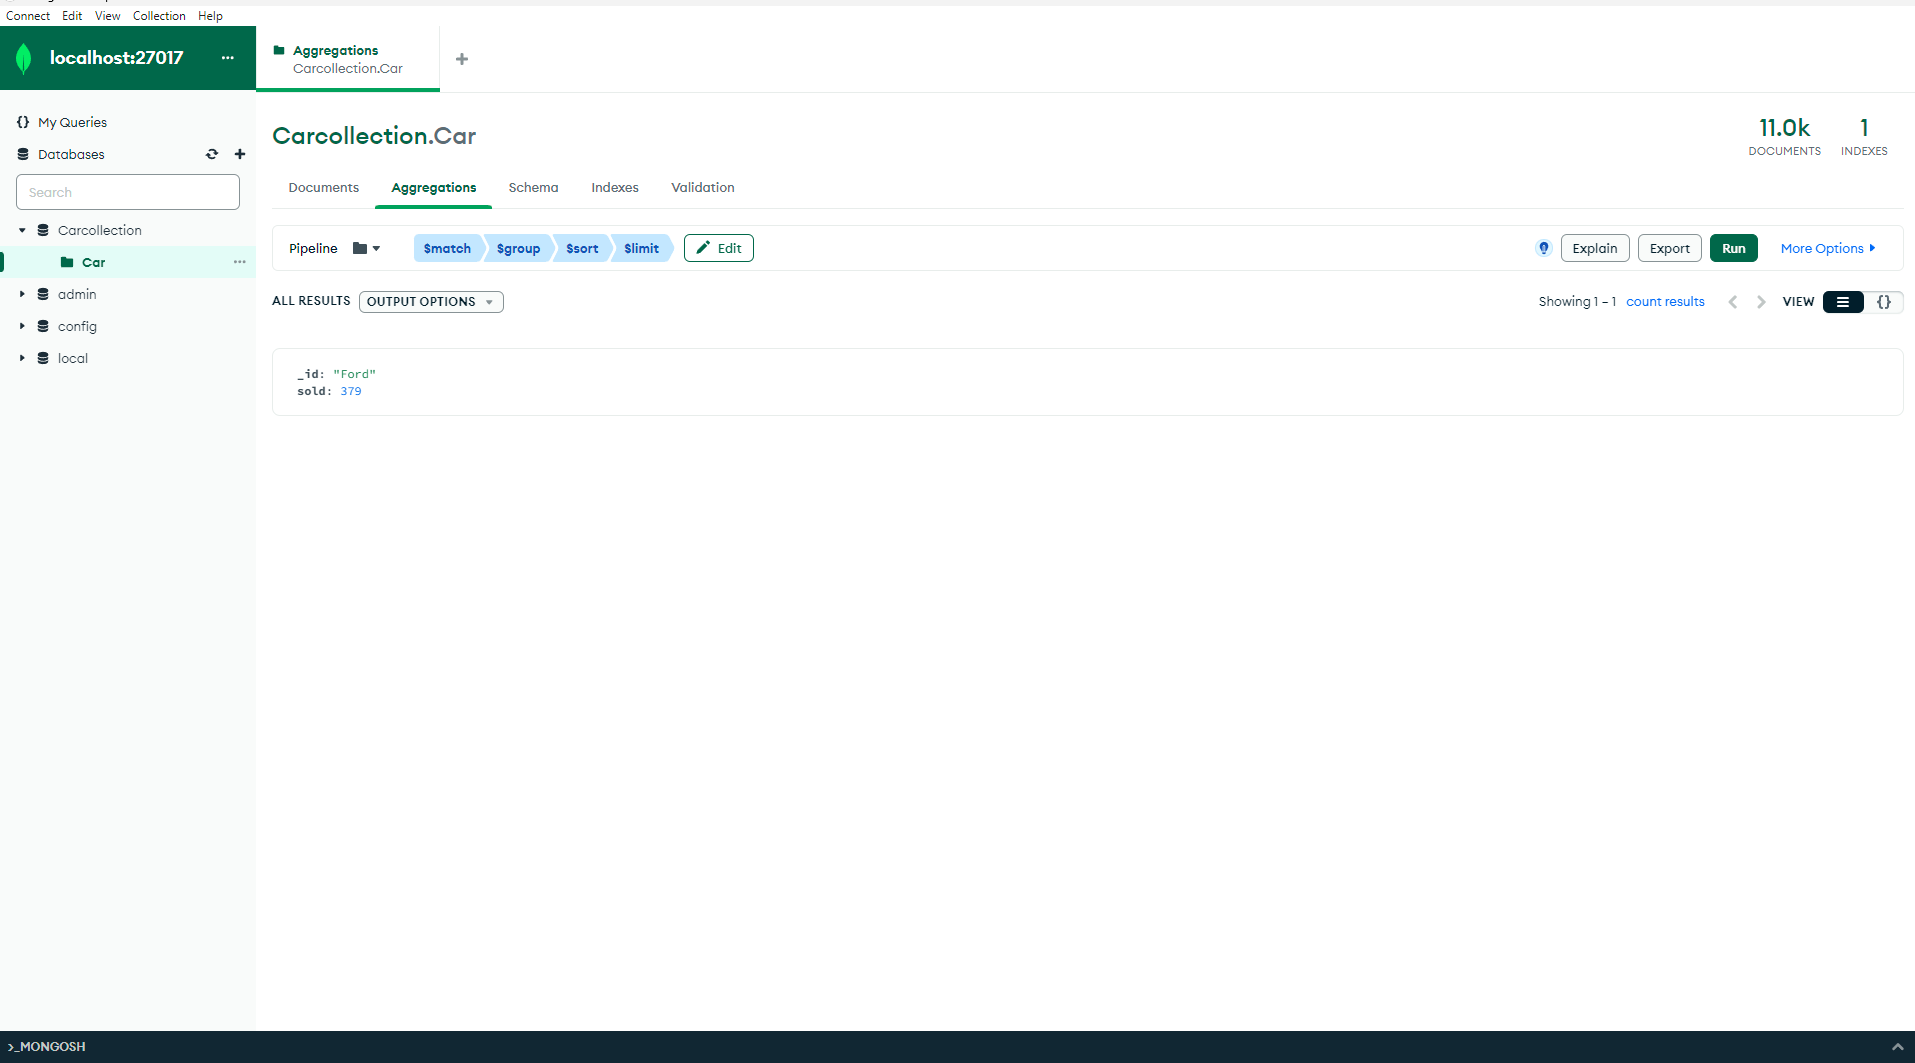 Connect Edit View Collection Help
localhost:27017 ...
Aggregations
Carcollection.Car
{} My Queries
Databases
Search
Carcollection
Car ...
admin
config
local
Carcollection.Car
11.0k
DOCUMENTS
1
INDEXES
Documents Aggregations Schema Indexes Validation
Pipeline $match $group $sort $limit Edit Explain Export Run More Options
ALL RESULTS OUTPUT OPTIONS Showing 1 – 1 count results VIEW {}
_id: "Ford"
sold: 379
>_MONGOSH